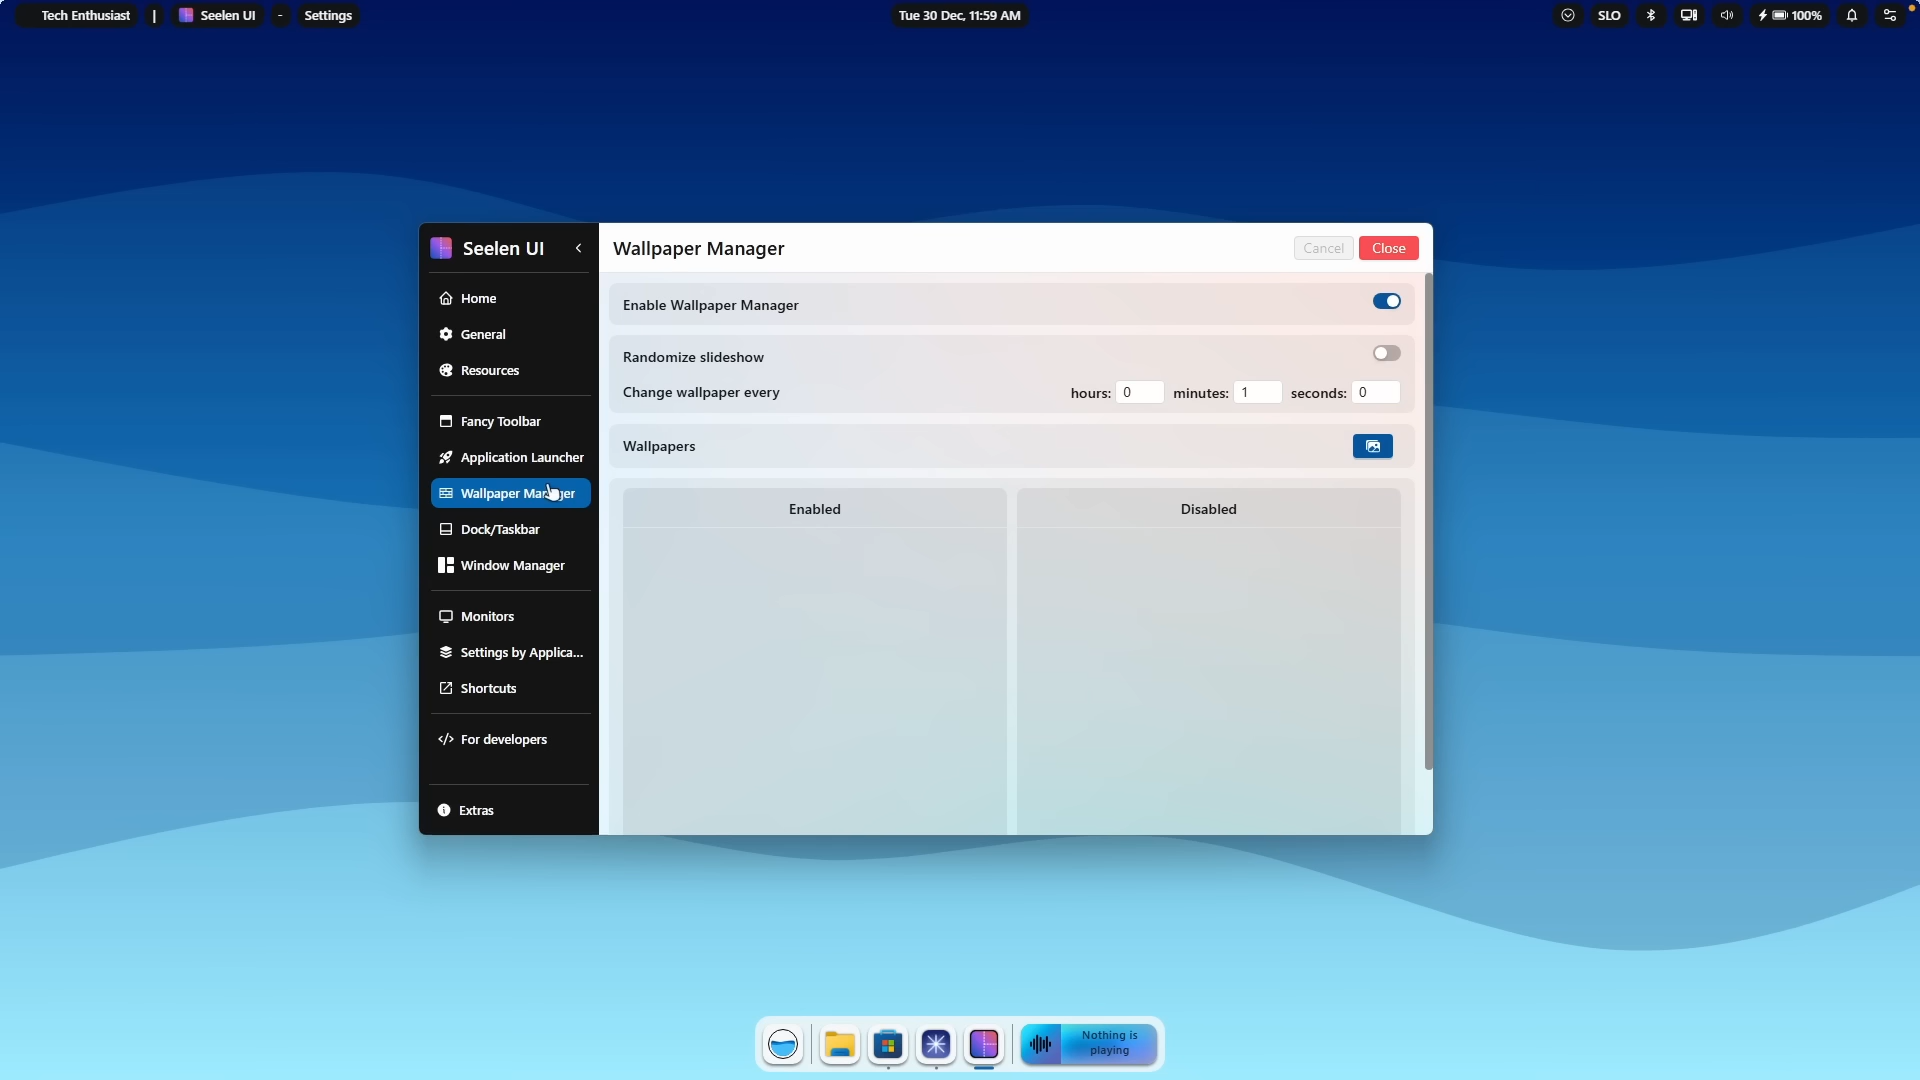 Tech Enthusiast | Seelen UI - Settings
Tue 30 Dec, 11:59 AM
SLO
100%
Seelen UI
Home
General
Resources
Fancy Toolbar
Application Launcher
Wallpaper Manager
Dock/Taskbar
Window Manager
Monitors
Settings by Applica...
Shortcuts
For developers
Extras
Wallpaper Manager
Cancel
Close
Enable Wallpaper Manager
Randomize slideshow
Change wallpaper every
hours: 0 minutes: 1 seconds: 0
Wallpapers
Enabled
Disabled
Nothing is
playing